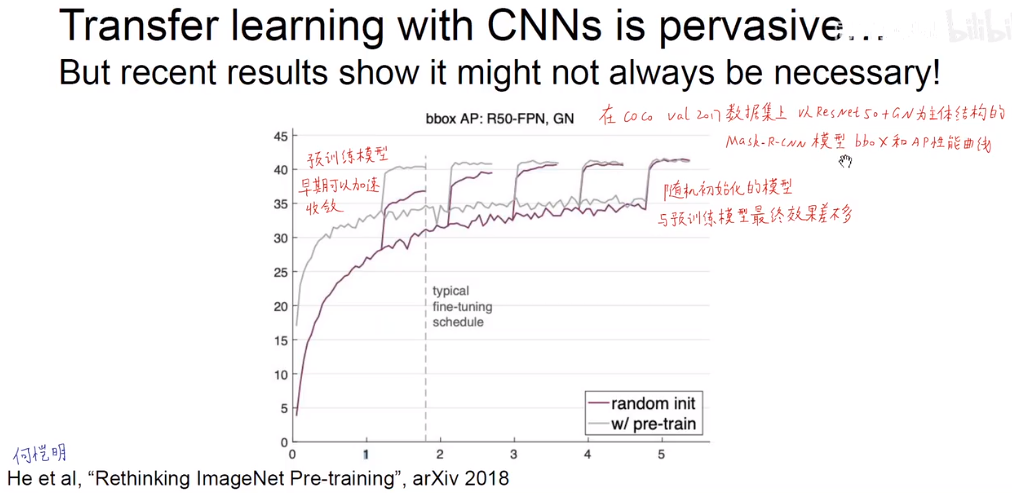 Transfer learning with CNNs is pervasive...
bilibili
But recent results show it might not always be necessary!
bbox AP: R50-FPN, GN
在 COCO val 2017 数据集上 以ResNet50+GN为主体结构的
Mask-R-CNN 模型 bbox 和AP性能曲线
预训练模型
早期可以加速
收敛
随机初始化的模型
与预训练模型最终效果差不多
45
40
35
30
25
20
15
10
5
0
typical
fine-tuning
schedule
random init
w/ pre-train
0 1 2 3 4 5
何恺明
He et al, “Rethinking ImageNet Pre-training”, arXiv 2018